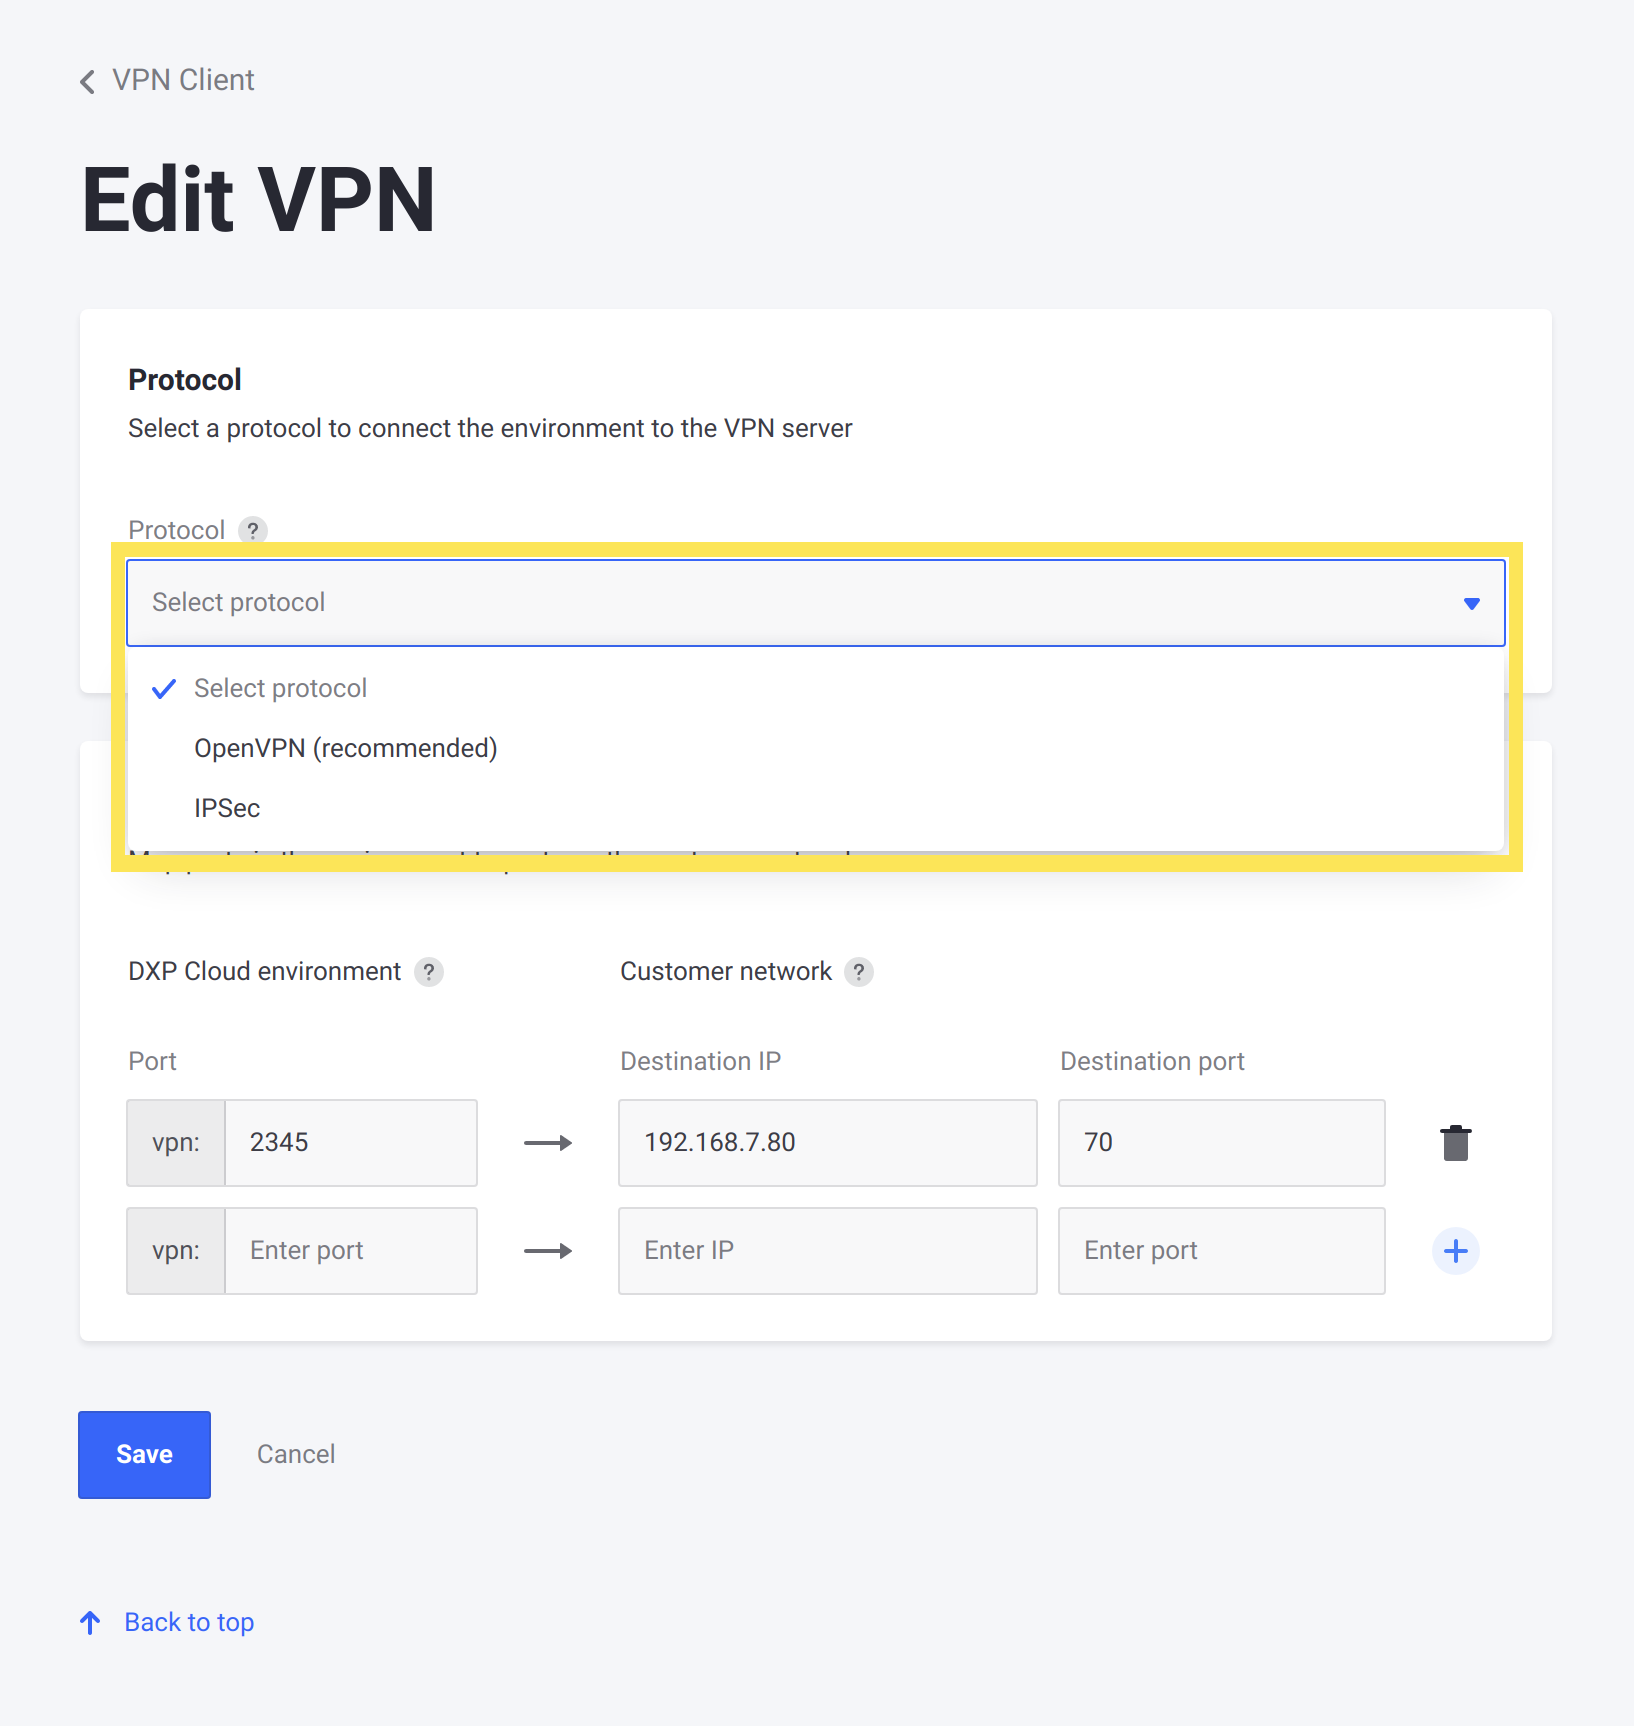 VPN Client
Edit VPN
Protocol
Select a protocol to connect the environment to the VPN server
Protocol ?
Select protocol
Select protocol
OpenVPN (recommended)
IPSec
DXP Cloud environment ? Customer network ?
Port Destination IP Destination port
vpn: 2345 192.168.7.80 70
vpn: Enter port Enter IP Enter port
Save Cancel
Back to top